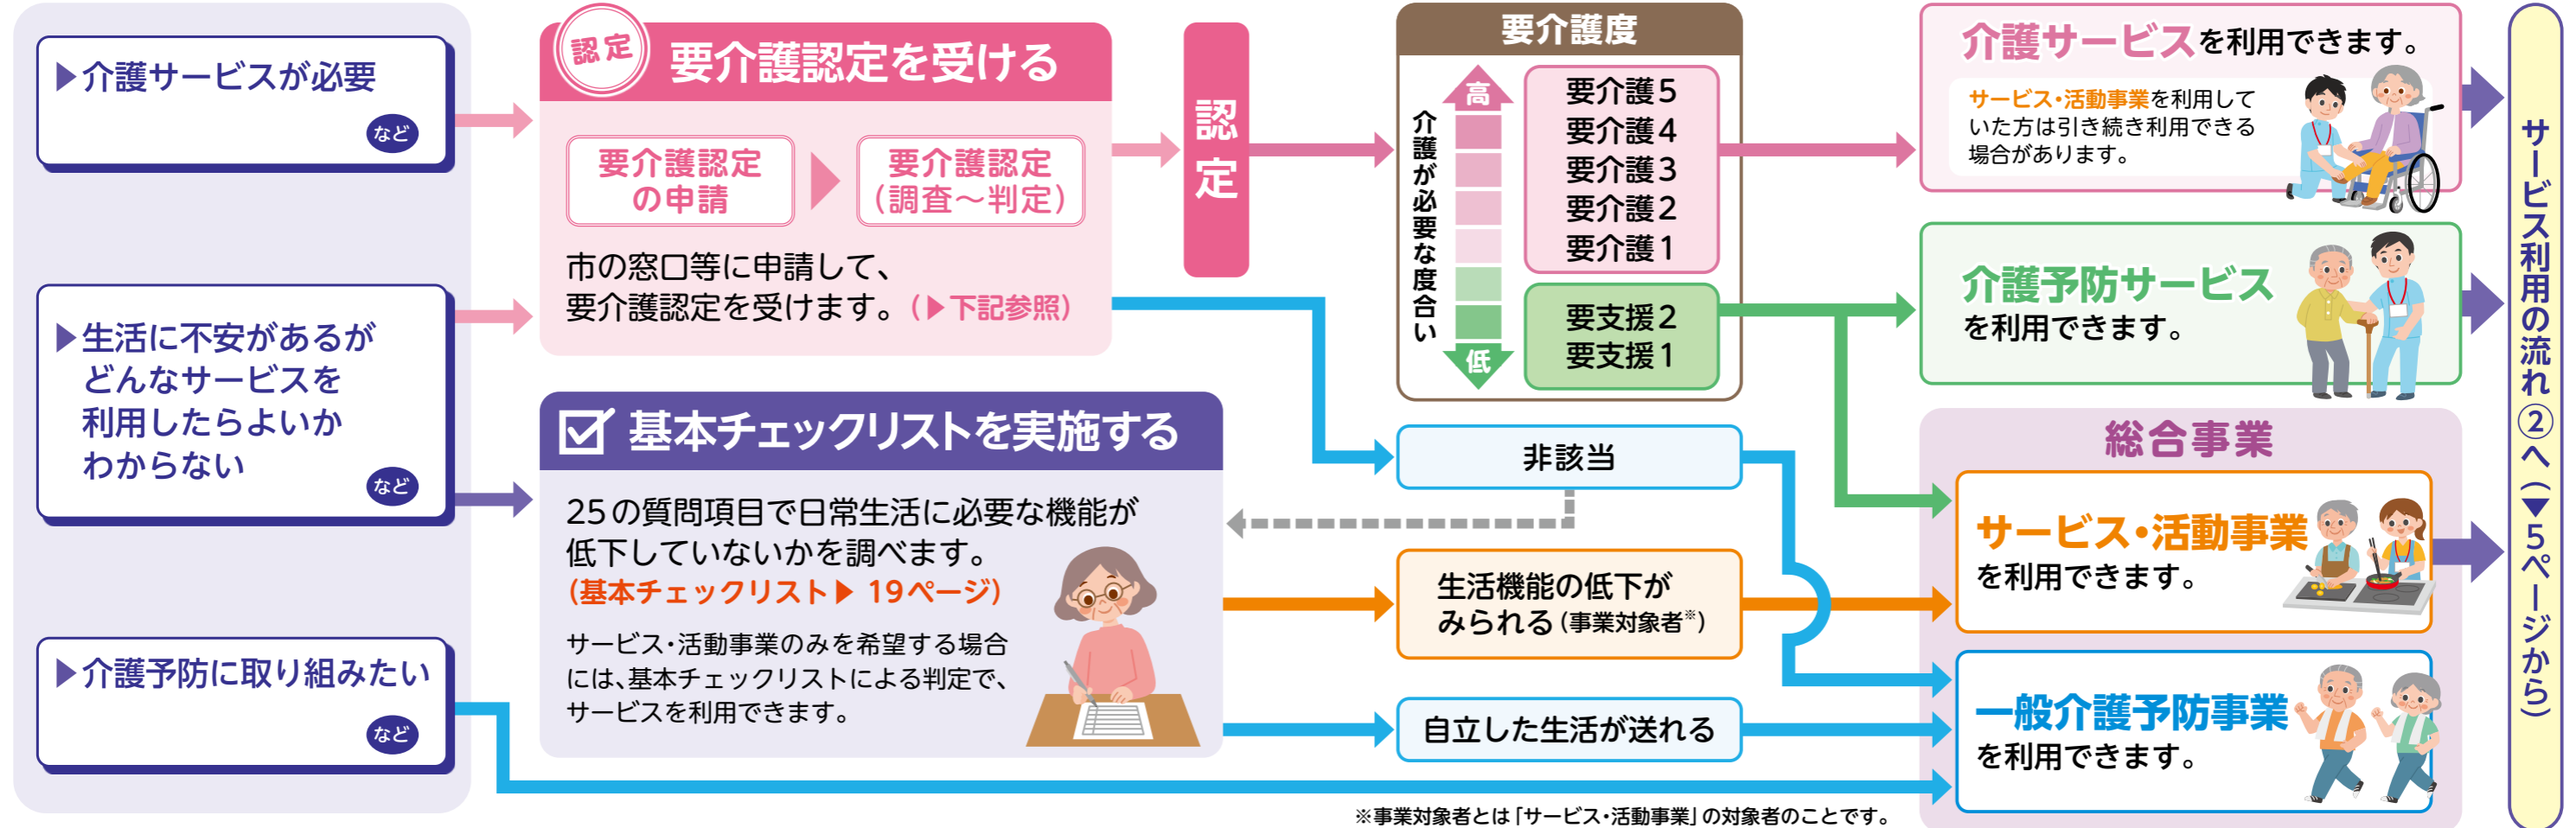 ▶介護サービスが必要
など
▶生活に不安があるが
どんなサービスを
利用したらよいか
わからない
など
▶介護予防に取り組みたい
など
認定
要介護認定を受ける
要介護認定
の申請
要介護認定
（調査～判定）
市の窓口等に申請して、
要介護認定を受けます。（▶下記参照）
基本チェックリストを実施する
25の質問項目で日常生活に必要な機能が
低下していないかを調べます。
（基本チェックリスト▶ 19ページ）
サービス・活動事業のみを希望する場合
には、基本チェックリストによる判定で、
サービスを利用できます。
認定
要介護度
介護が必要な度合い
高
低
要介護5
要介護4
要介護3
要介護2
要介護1
要支援2
要支援1
非該当
生活機能の低下が
みられる（事業対象者※）
自立した生活が送れる
介護サービスを利用できます。
サービス・活動事業を利用して
いた方は引き続き利用できる
場合があります。
介護予防サービス
を利用できます。
総合事業
サービス・活動事業
を利用できます。
一般介護予防事業
を利用できます。
※事業対象者とは「サービス・活動事業」の対象者のことです。
サービス利用の流れ②へ（▼5ページから）